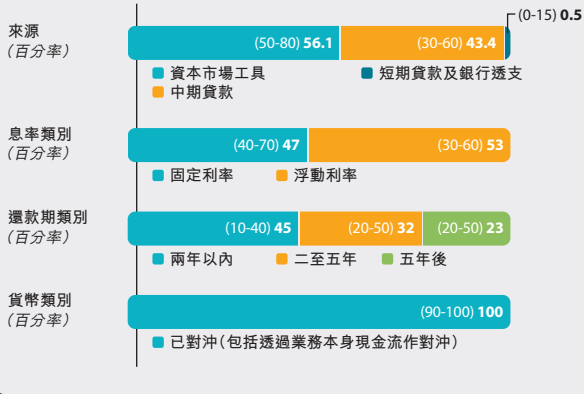 (0-15) 0.5
來源
(百分率)
(50-80) 56.1 (30-60) 43.4
資本市場工具 短期貸款及銀行透支
中期貸款
息率類別
(百分率)
(40-70) 47 (30-60) 53
固定利率 浮動利率
還款期類別
(百分率)
(10-40) 45 (20-50) 32 (20-50) 23
兩年以內 二至五年 五年後
貨幣類別
(百分率)
(90-100) 100
已對沖(包括透過業務本身現金流作對沖)